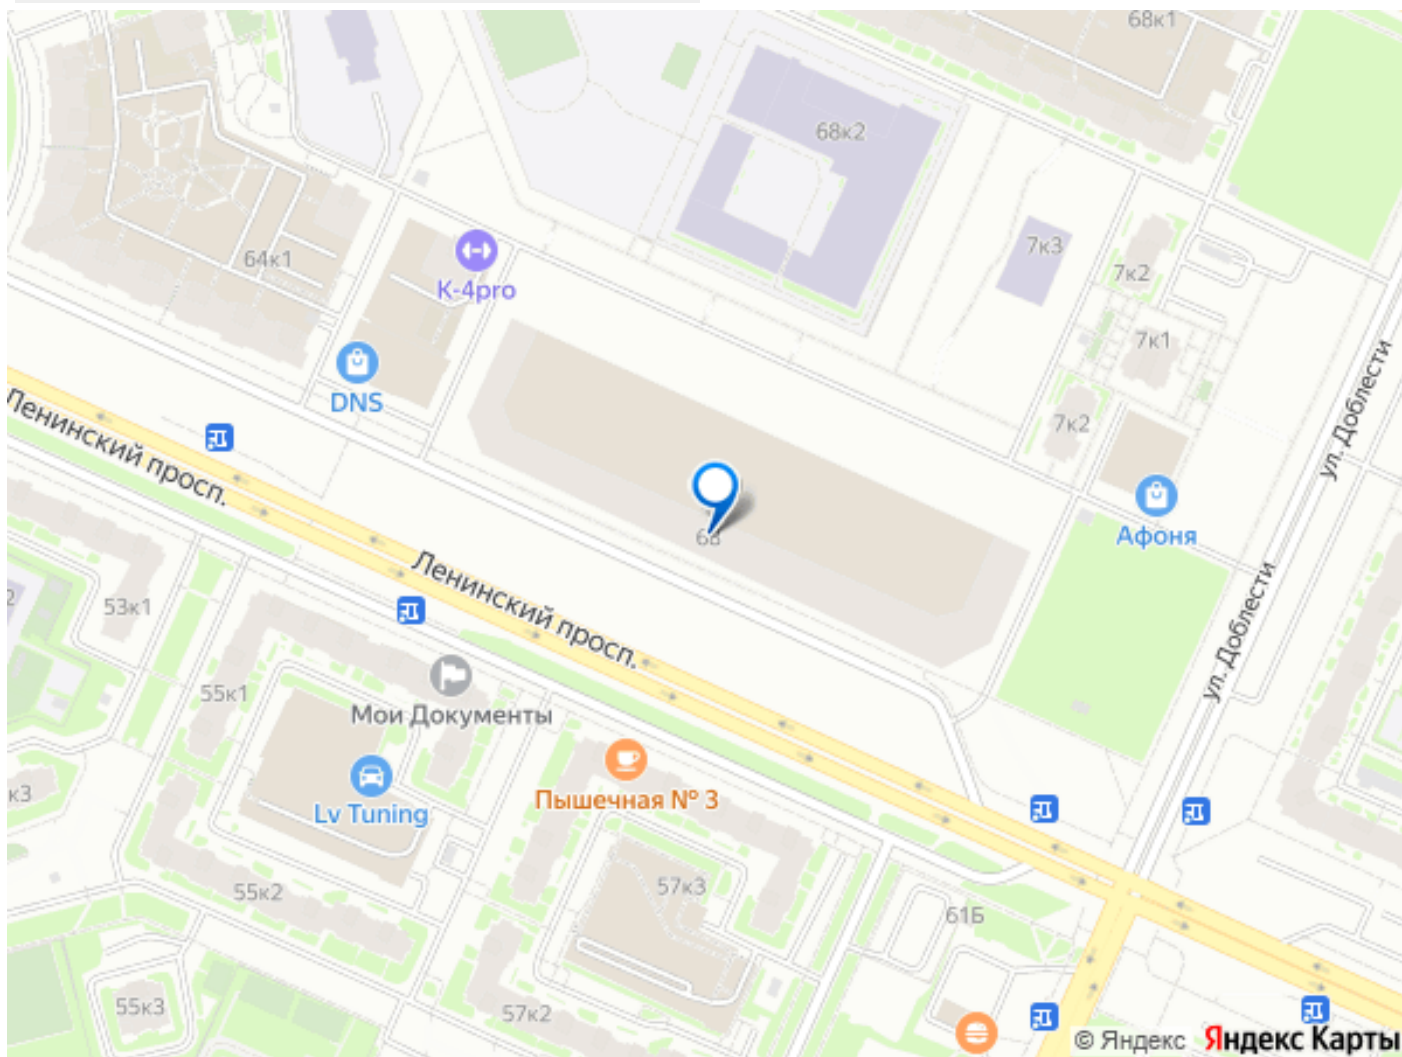 68к1
68к2
7к3
64к1
K-4pro
7к2
7к1
DNS
Ленинский просп.
ул. Доблести
7к2
Афоня
Ленинский просп.
53к1
ул. Доблести
55к1
Мои Документы
к3
Lv Tuning
Пышечная № 3
55к2
57к3
61Б
55к3
57к2
© Яндекс Яндекс Карты